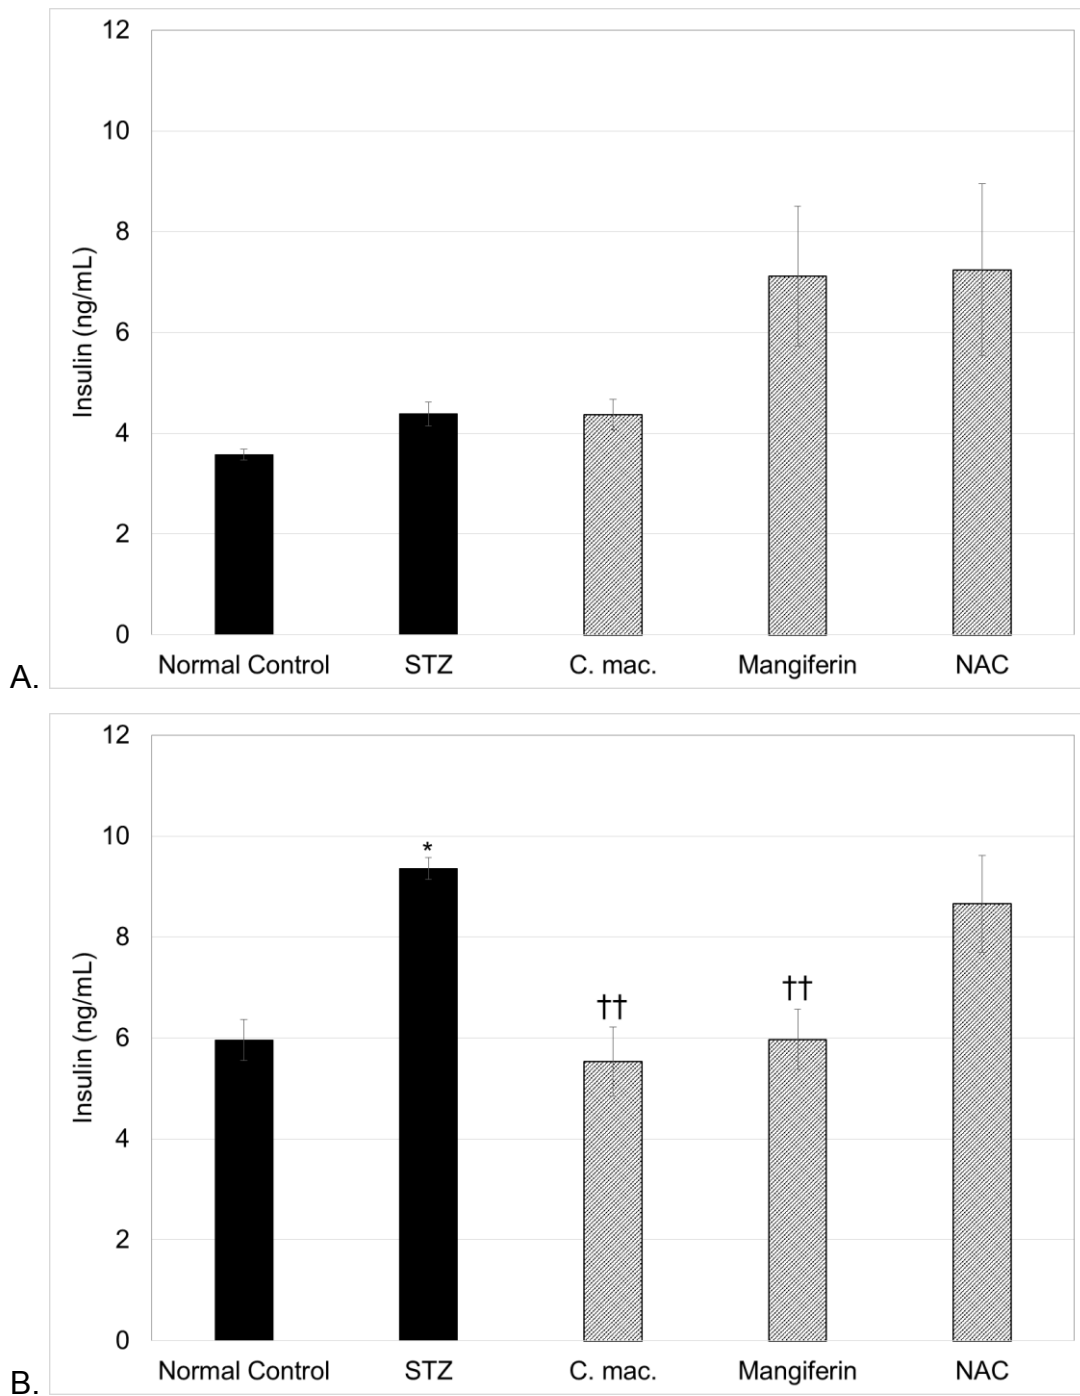 12
10
8
6
4
2
0
Insulin (ng/mL)
Normal Control STZ C. mac. Mangiferin NAC
A.
12
10
8
6
4
2
0
Insulin (ng/mL)
*
††
††
Normal Control STZ C. mac. Mangiferin NAC
B.